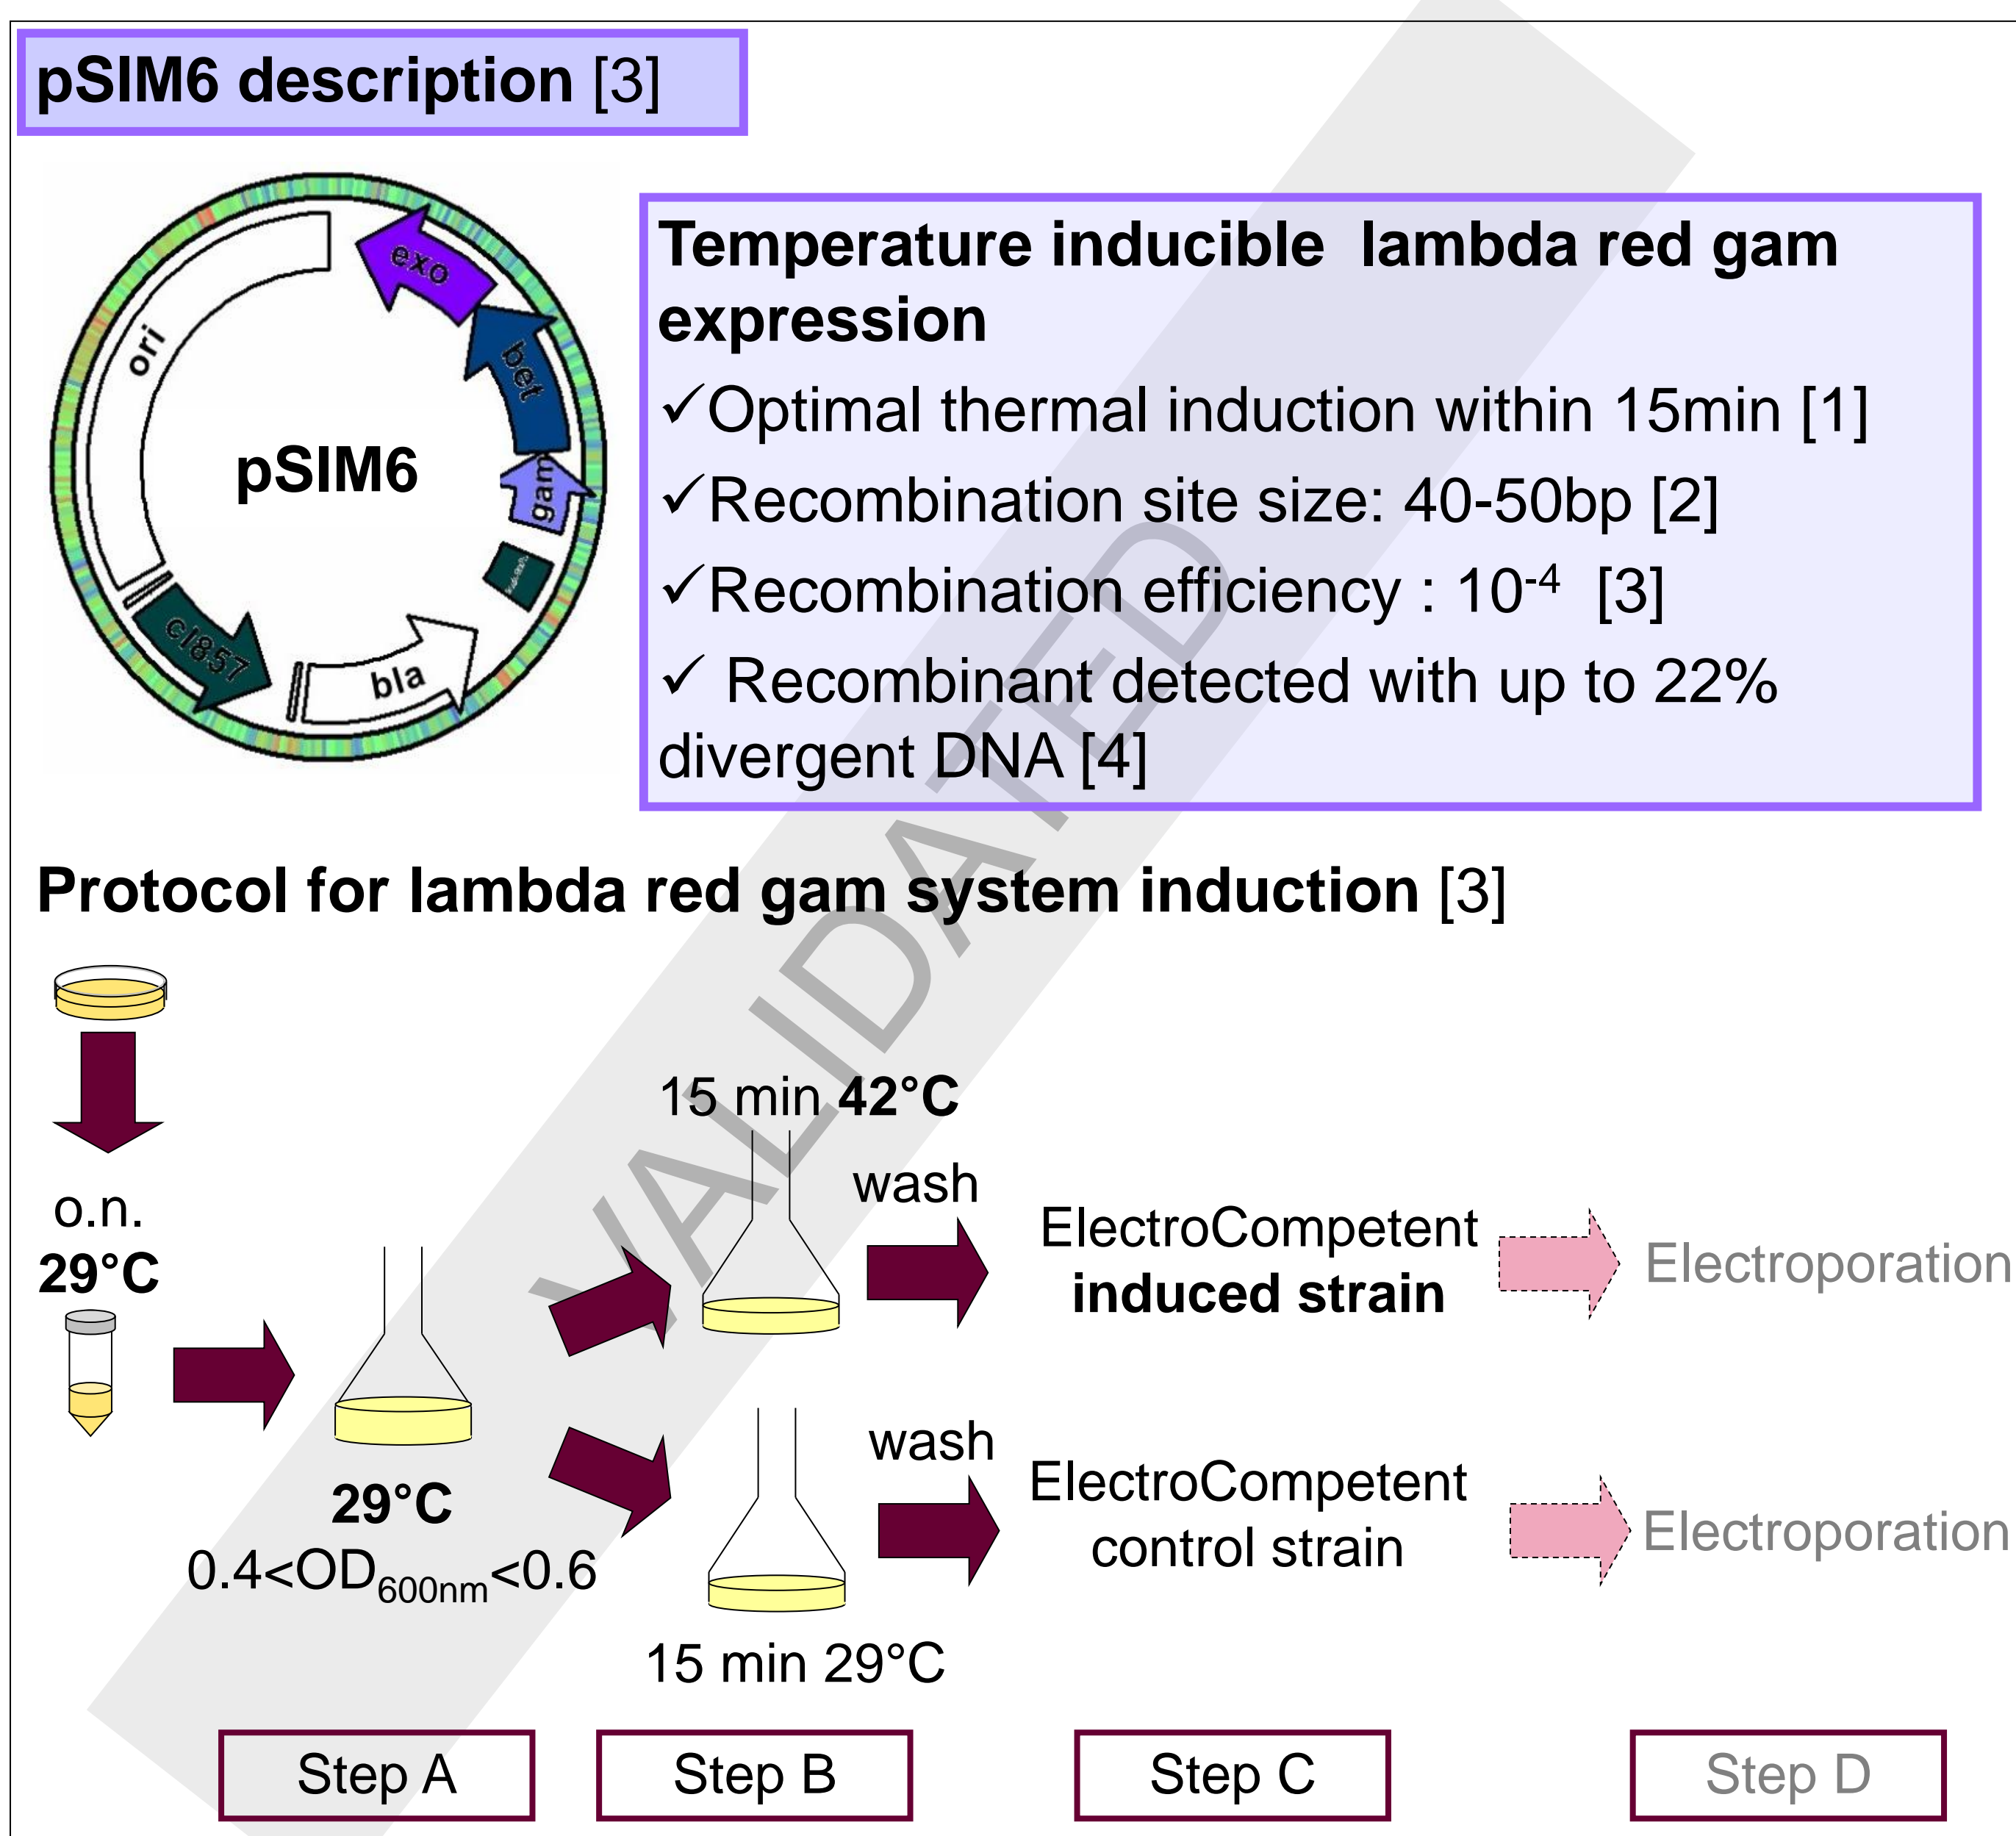 pSIM6 description [3]
exo
bet
gam
ori
pSIM6
cI857
bla
Temperature inducible lambda red gam
expression
✓Optimal thermal induction within 15min [1]
✓Recombination site size: 40-50bp [2]
✓Recombination efficiency : 10⁻⁴ [3]
✓ Recombinant detected with up to 22%
divergent DNA [4]
VALIDATED
Protocol for lambda red gam system induction [3]
o.n.
29°C
29°C
0.4<OD600nm<0.6
15 min 42°C
wash
ElectroCompetent
induced strain
Electroporation
wash
ElectroCompetent
control strain
Electroporation
15 min 29°C
Step A
Step B
Step C
Step D